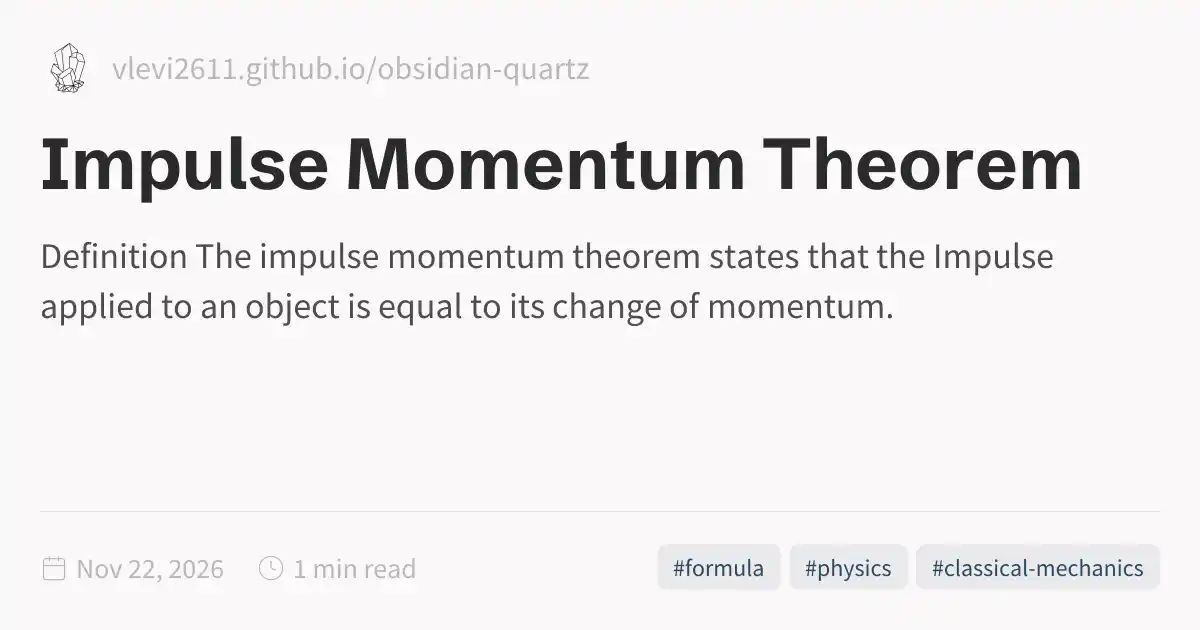 vlevi2611.github.io/obsidian-quartz
Impulse Momentum Theorem
Definition The impulse momentum theorem states that the Impulse
applied to an object is equal to its change of momentum.
Nov 22, 2026 1 min read #formula #physics #classical-mechanics